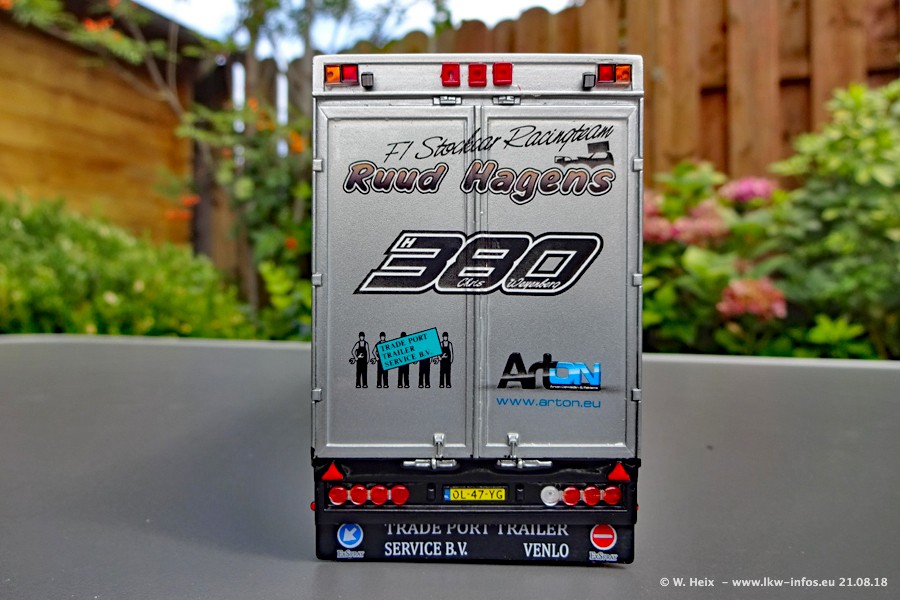 F1 Stockcar Racingteam
Ruud Hagens
H
380
Chris Weyenberg
TRADE PORT
TRAILER
SERVICE B.V.
ArtON
www.arton.eu
OL-47-YG
TRADE PORT TRAILER
SERVICE B.V. VENLO
© W. Heix – www.lkw-infos.eu 21.08.18